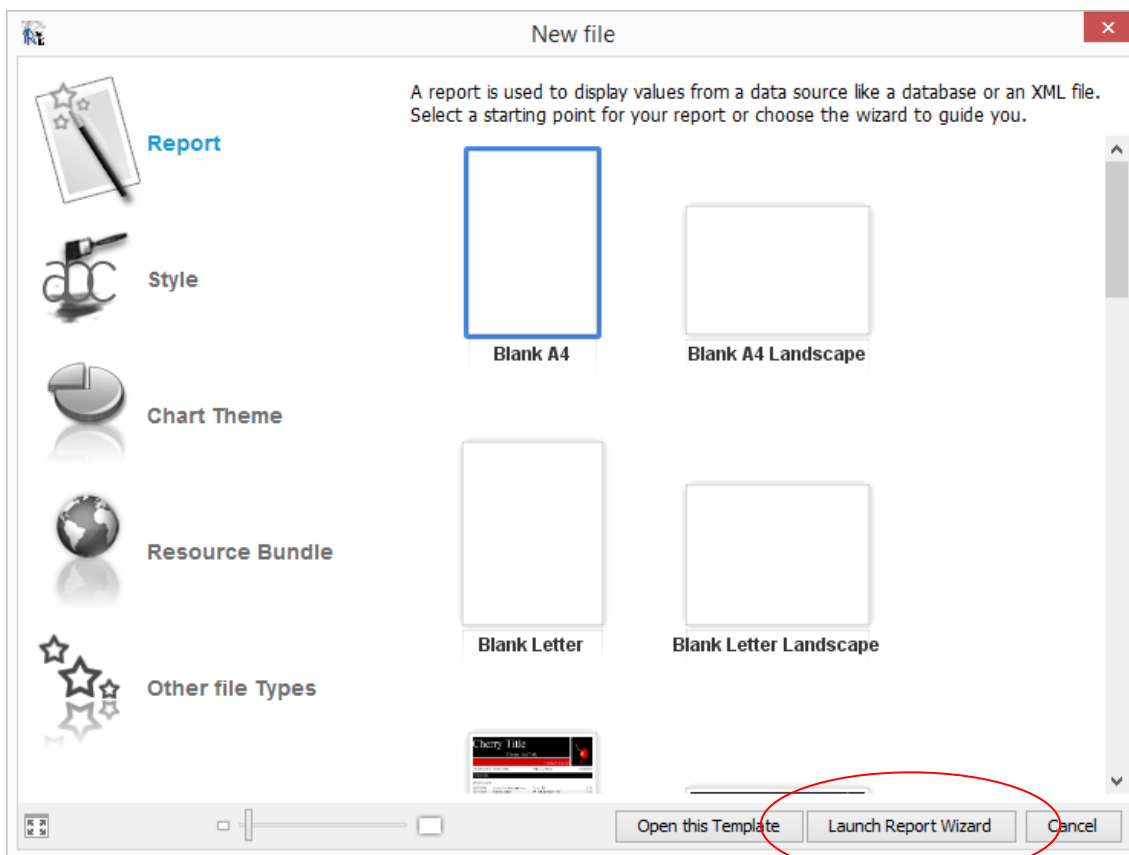 New file
A report is used to display values from a data source like a database or an XML file.
Select a starting point for your report or choose the wizard to guide you.
Report
Style
Chart Theme
Resource Bundle
Other file Types
Blank A4
Blank A4 Landscape
Blank Letter
Blank Letter Landscape
Cherry Title
Open this Template
Launch Report Wizard
Cancel